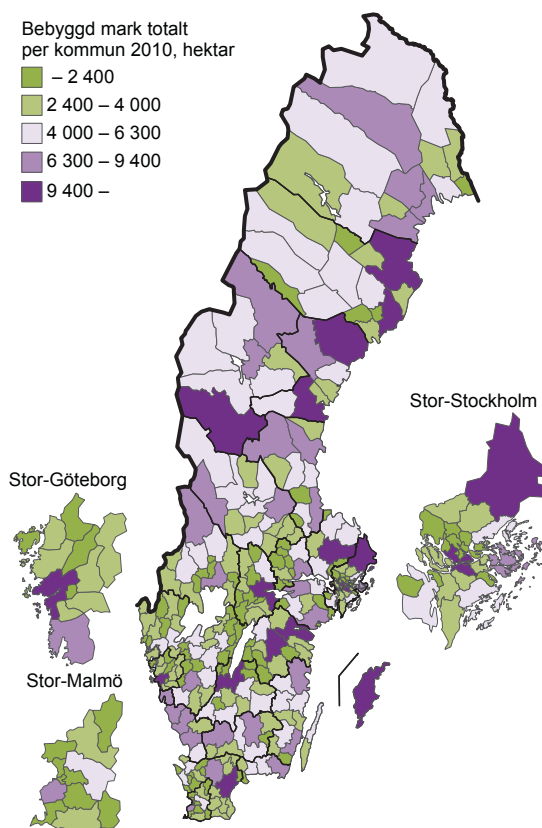 Bebyggd mark totalt
per kommun 2010, hektar
– 2 400
2 400 – 4 000
4 000 – 6 300
6 300 – 9 400
9 400 –
Stor-Stockholm
Stor-Göteborg
Stor-Malmö